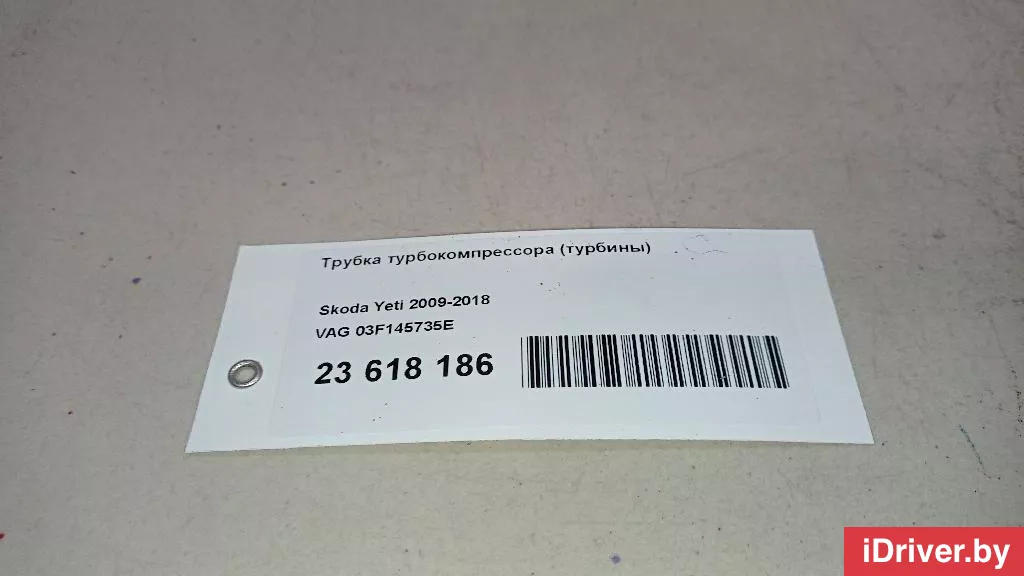 Трубка турбокомпрессора (турбины)
Skoda Yeti 2009-2018
VAG 03F145735E
23 618 186
iDriver.by